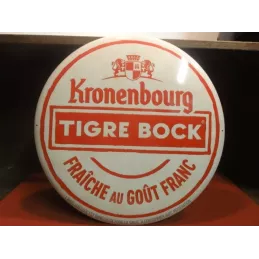 Kronenbourg
TIGRE BOCK
FRAÎCHE AU GOÛT FRANC